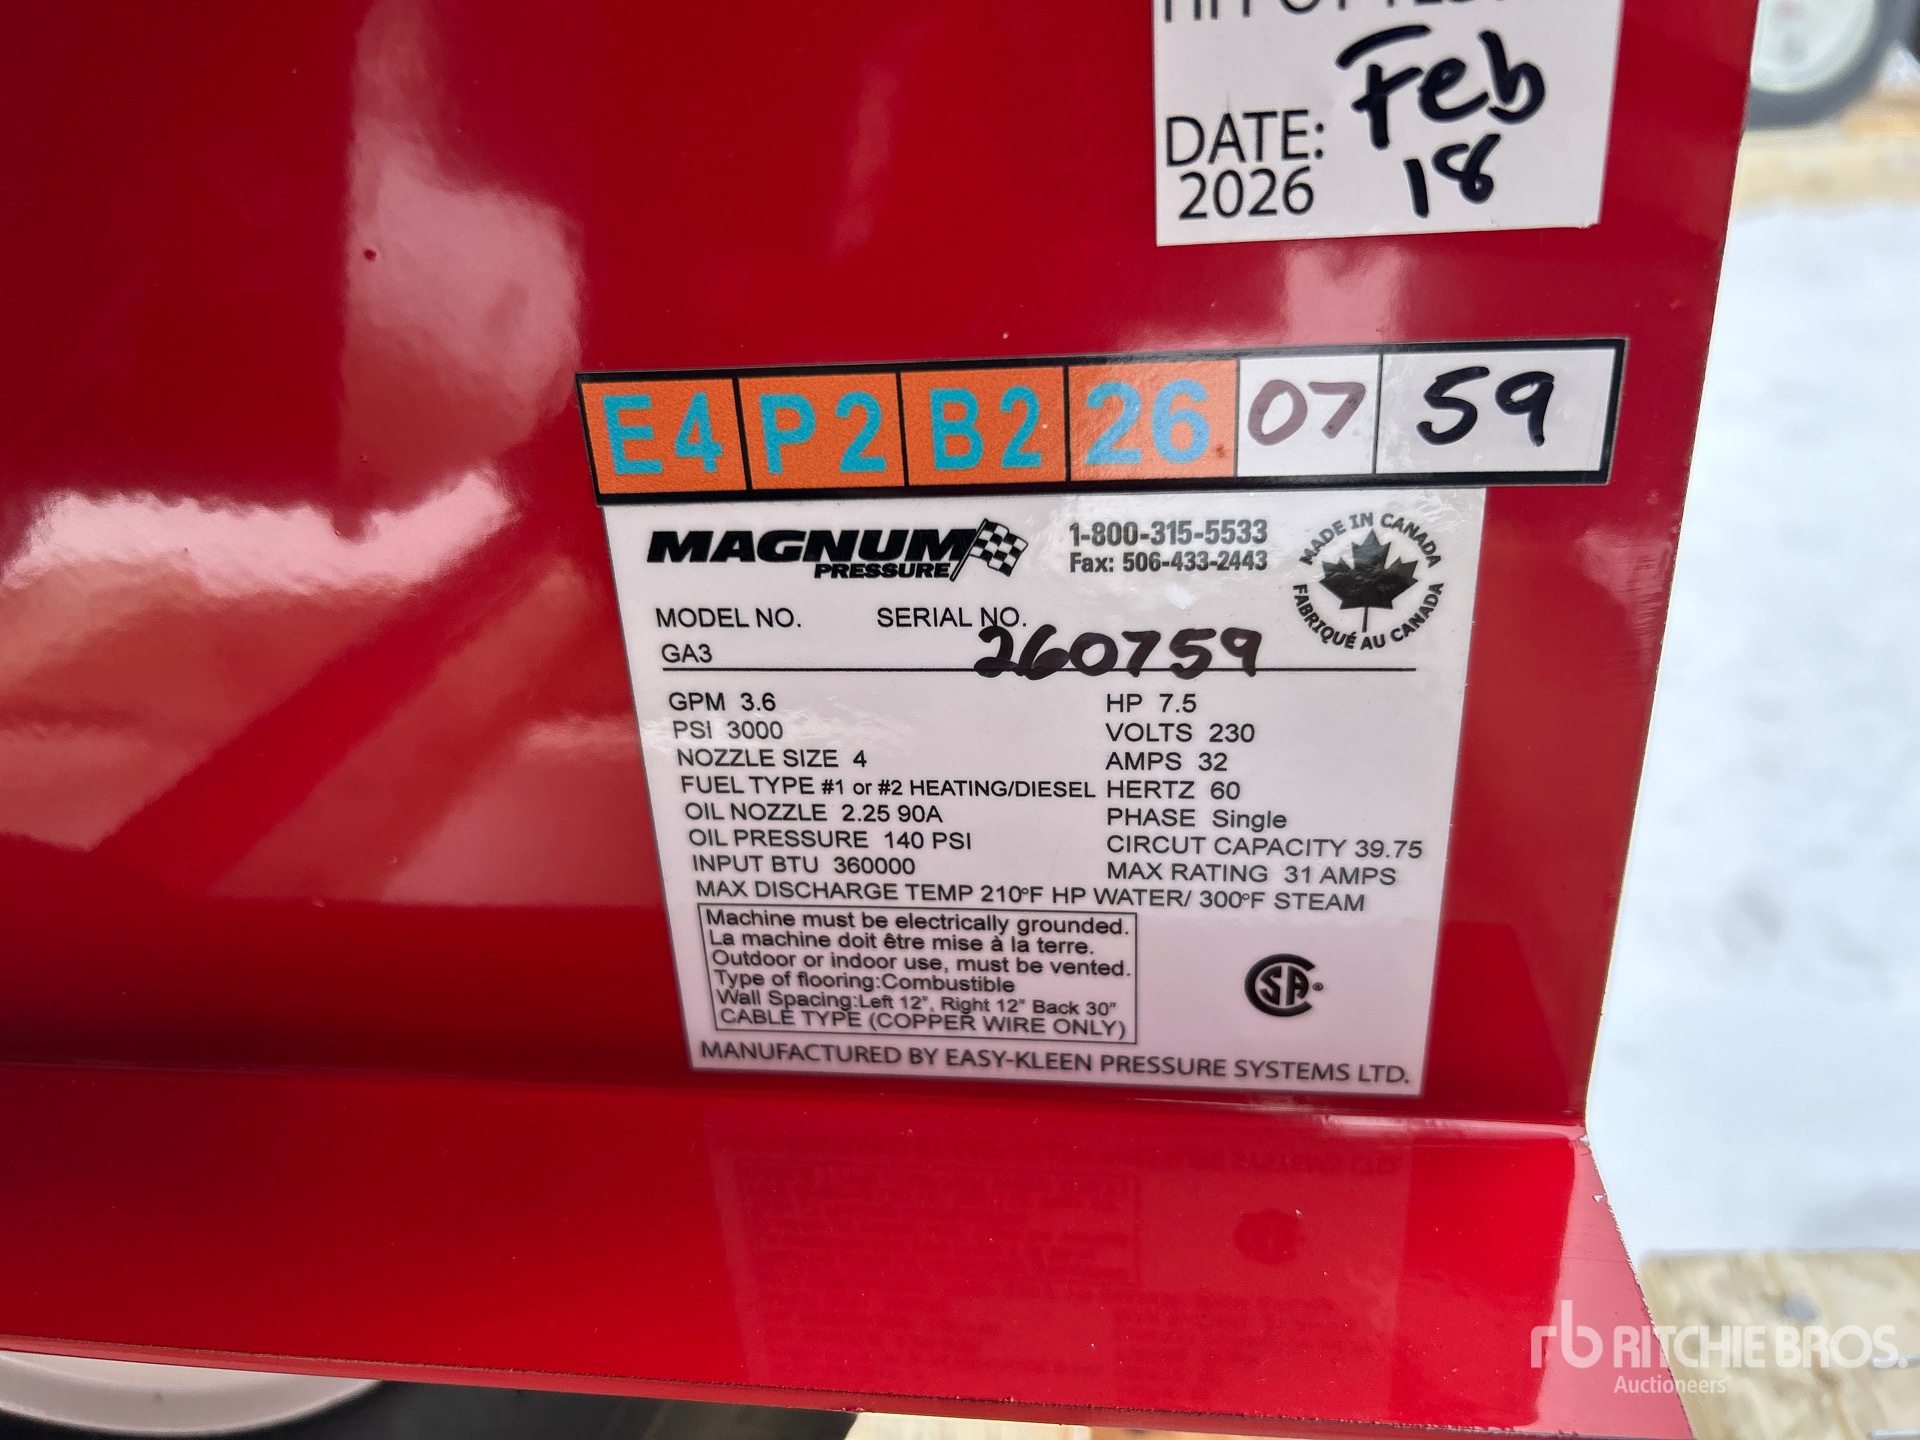 DATE: Feb
2026 18
E4 P2 B2 26 07 59
MAGNUM
PRESSURE
1-800-315-5533
Fax: 506-433-2443
MADE IN CANADA
FABRIQUÉ AU CANADA
MODEL NO. SERIAL NO.
GA3 260759
GPM 3.6 HP 7.5
PSI 3000 VOLTS 230
NOZZLE SIZE 4 AMPS 32
FUEL TYPE #1 or #2 HEATING/DIESEL HERTZ 60
OIL NOZZLE 2.25 90A PHASE Single
OIL PRESSURE 140 PSI CIRCUT CAPACITY 39.75
INPUT BTU 360000 MAX RATING 31 AMPS
MAX DISCHARGE TEMP 210°F HP WATER/ 300°F STEAM
Machine must be electrically grounded.
La machine doit être mise à la terre.
Outdoor or indoor use, must be vented.
Type of flooring:Combustible
Wall Spacing:Left 12", Right 12" Back 30"
CABLE TYPE (COPPER WIRE ONLY)
CSA®
MANUFACTURED BY EASY-KLEEN PRESSURE SYSTEMS LTD.
rb RITCHIE BROS.
Auctioneers